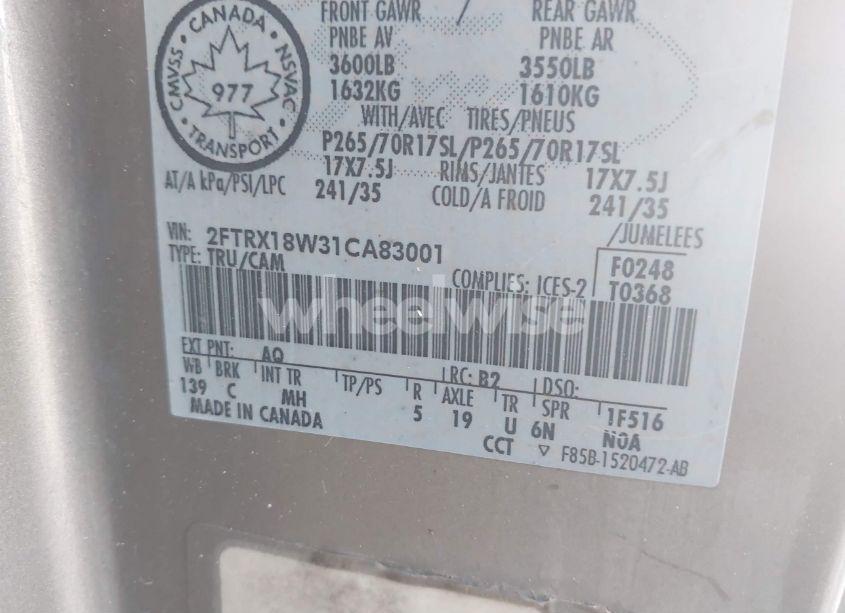 CMVSS CANADA NSVAC
977
TRANSPORT
FRONT GAWR / REAR GAWR
PNBE AV PNBE AR
3600LB 3550LB
1632KG 1610KG
WITH/AVEC TIRES/PNEUS
P265/70R17SL/P265/70R17SL
17X7.5J RIMS/JANTES 17X7.5J
AT/A kPa/PSI/LPC 241/35 COLD/A FROID 241/35
VIN: 2FTRX18W31CA83001 /JUMELEES
TYPE: TRU/CAM F0248
COMPLIES: ICES-2 T0368
wheelwise
EXT PNT: AQ RC: B2 DSO:
WB BRK INT TR TP/PS R AXLE TR SPR 1F516
139 C MH 5 19 U 6N N0A
MADE IN CANADA CCT ▽ F85B-1520472-AB